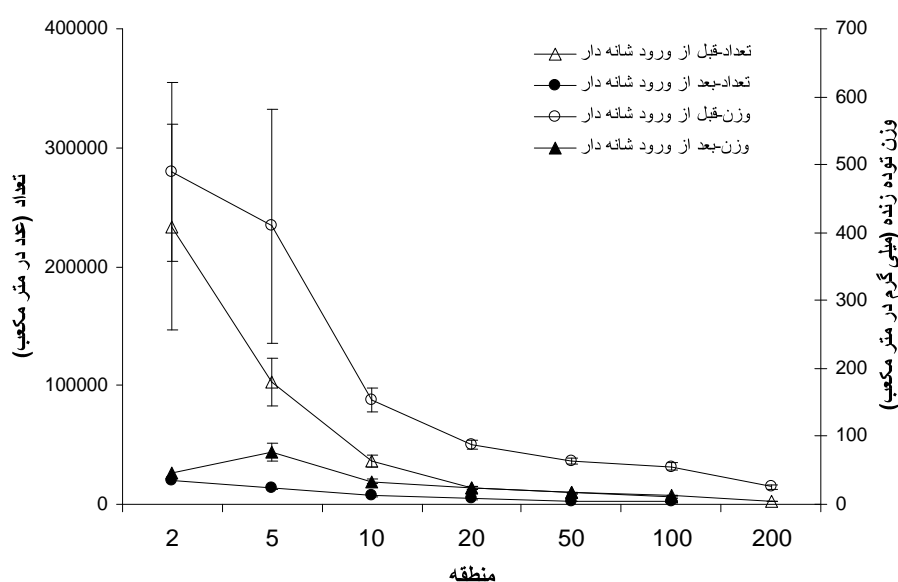 400000
300000
200000
100000
0
تعداد (عدد در متر مکعب)
700
600
500
400
300
200
100
0
وزن توده زنده (میلی گرم در متر مکعب)
تعداد-قبل از ورود شانه دار
تعداد-بعد از ورود شانه دار
وزن-قبل از ورود شانه دار
وزن-بعد از ورود شانه دار
2 5 10 20 50 100 200
منطقه